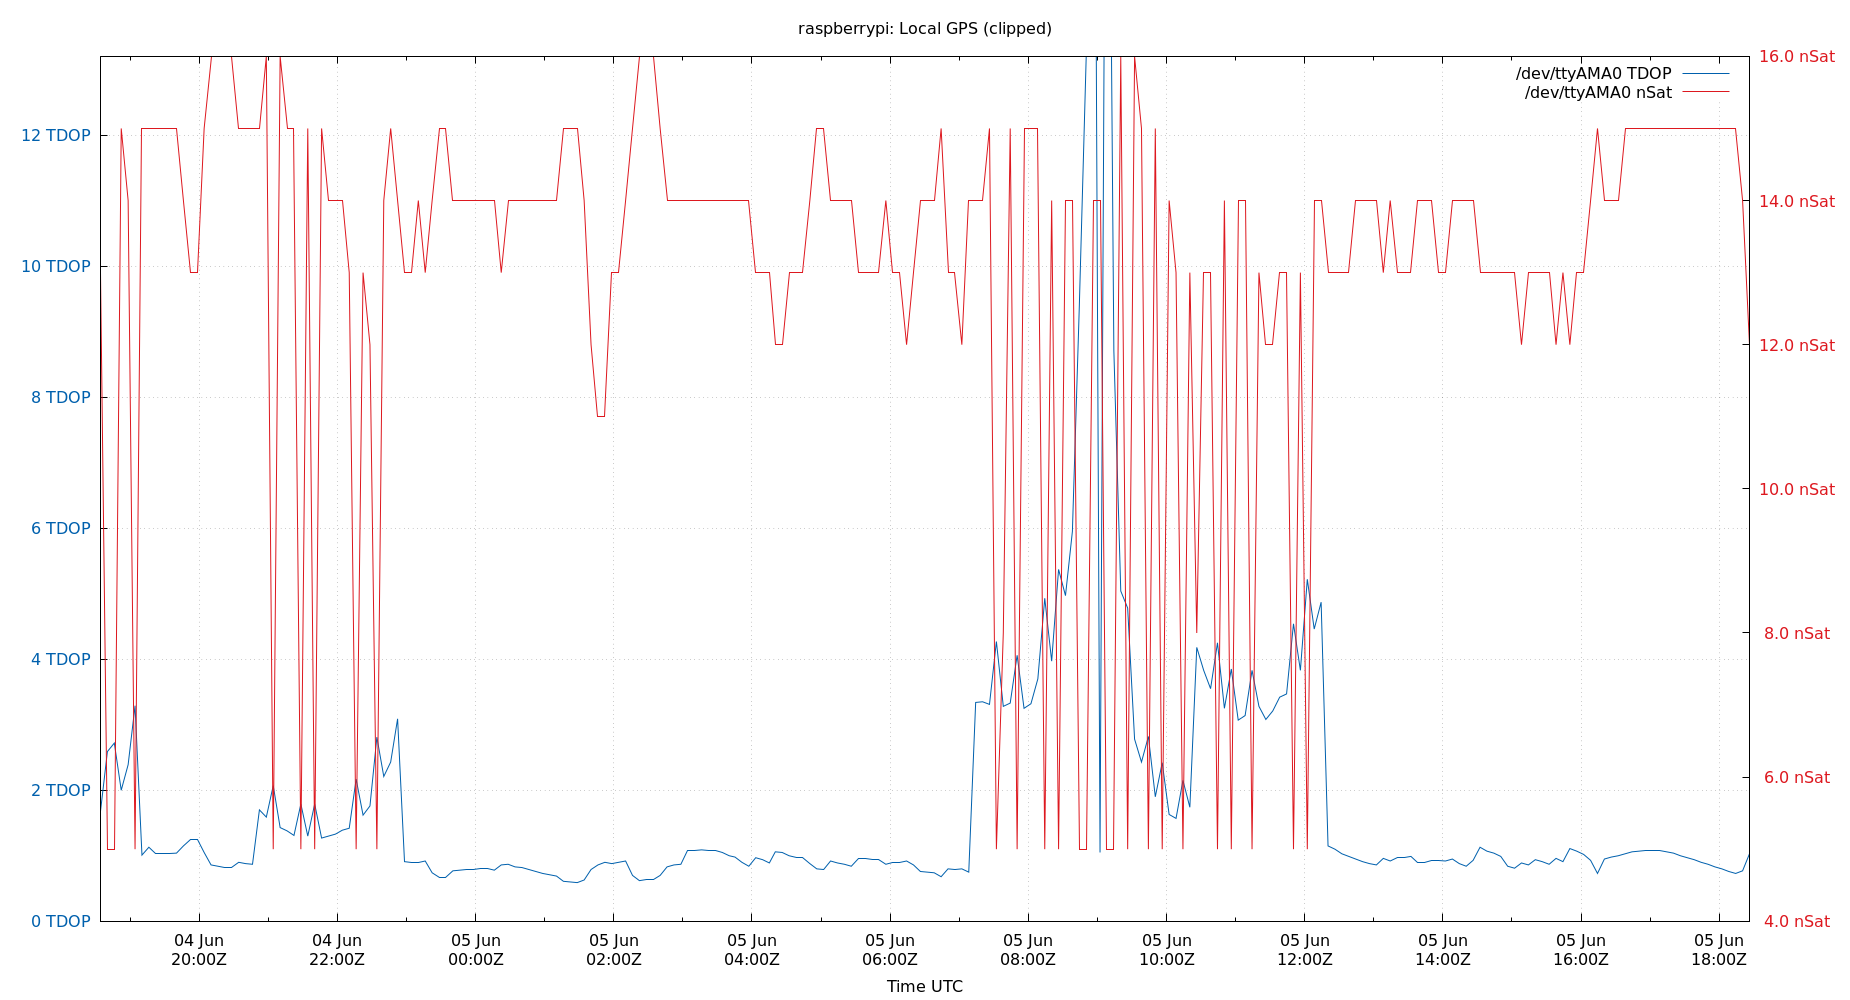 raspberrypi: Local GPS (clipped)
16.0 nSat
/dev/ttyAMA0 TDOP
/dev/ttyAMA0 nSat
12 TDOP
14.0 nSat
10 TDOP
12.0 nSat
8 TDOP
10.0 nSat
6 TDOP
8.0 nSat
4 TDOP
6.0 nSat
2 TDOP
0 TDOP
4.0 nSat
04 Jun 04 Jun 05 Jun 05 Jun 05 Jun 05 Jun 05 Jun 05 Jun 05 Jun 05 Jun 05 Jun 05 Jun
20:00Z 22:00Z 00:00Z 02:00Z 04:00Z 06:00Z 08:00Z 10:00Z 12:00Z 14:00Z 16:00Z 18:00Z
Time UTC